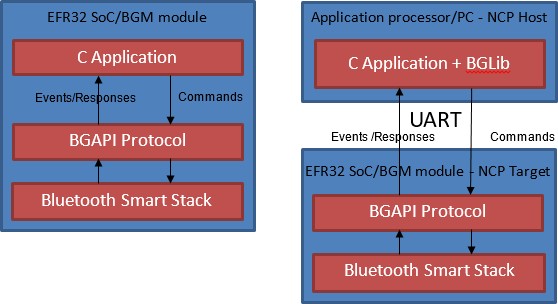 EFR32 SoC/BGM module
C Application
Events/Responses
Commands
BGAPI Protocol
Bluetooth Smart Stack
Application processor/PC - NCP Host
C Application + BGLib
UART
Events /Responses
Commands
EFR32 SoC/BGM module - NCP Target
BGAPI Protocol
Bluetooth Smart Stack